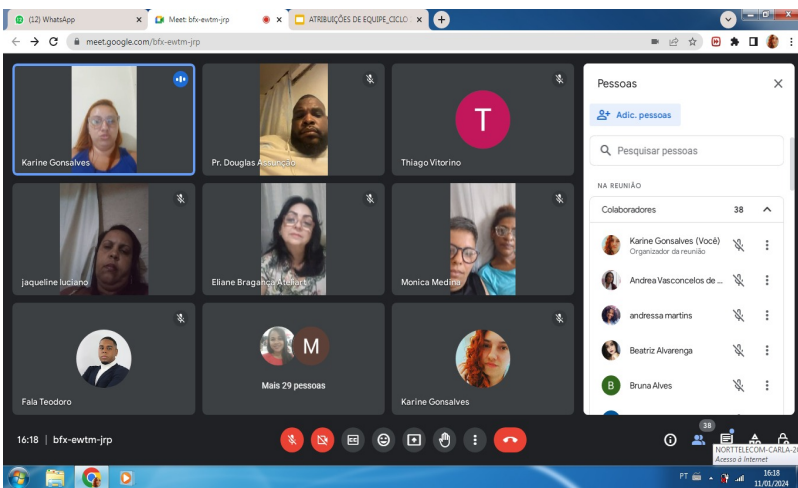 (12) WhatsApp
Meet: bfx-ewtm-jrp
ATRIBUIÇÕES DE EQUIPE_CICLO
meet.google.com/bfx-ewtm-jrp
Karine Gonsalves
Pr. Douglas Assunção
T
Thiago Vitorino
jaqueline luciano
Eliane Bragança Ateliart
Monica Medina
Fala Teodoro
M
Mais 29 pessoas
Karine Gonsalves
Pessoas
Adic. pessoas
Pesquisar pessoas
NA REUNIÃO
Colaboradores 38
Karine Gonsalves (Você)
Organizador da reunião
Andrea Vasconcelos de ...
andressa martins
Beatriz Alvarenga
B Bruna Alves
16:18 | bfx-ewtm-jrp
CC
38
NORTTELECOM-CARLA-2
Acesso à Internet
PT
16:18
11/01/2024